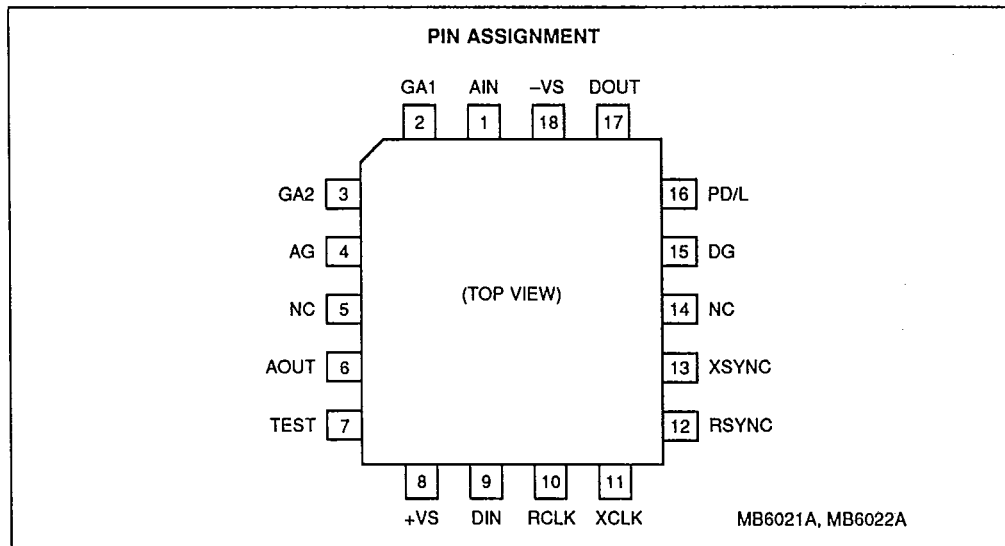 PIN ASSIGNMENT
GA1 AIN –VS DOUT
2 1 18 17
GA2 3 16 PD/L
AG 4 15 DG
(TOP VIEW)
NC 5 14 NC
AOUT 6 13 XSYNC
TEST 7 12 RSYNC
8 9 10 11
+VS DIN RCLK XCLK
MB6021A, MB6022A